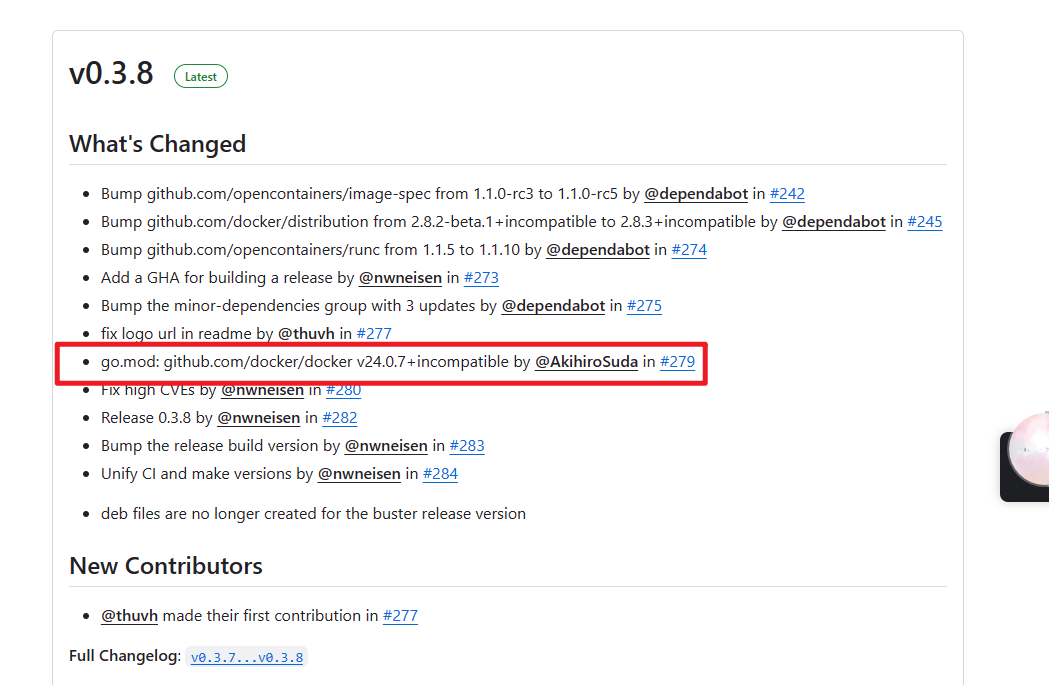 v0.3.8 Latest
What's Changed
Bump github.com/opencontainers/image-spec from 1.1.0-rc3 to 1.1.0-rc5 by @dependabot in #242
Bump github.com/docker/distribution from 2.8.2-beta.1+incompatible to 2.8.3+incompatible by @dependabot in #245
Bump github.com/opencontainers/runc from 1.1.5 to 1.1.10 by @dependabot in #274
Add a GHA for building a release by @nwneisen in #273
Bump the minor-dependencies group with 3 updates by @dependabot in #275
fix logo url in readme by @thuvh in #277
go.mod: github.com/docker/docker v24.0.7+incompatible by @AkihiroSuda in #279
Fix high CVEs by @nwneisen in #280
Release 0.3.8 by @nwneisen in #282
Bump the release build version by @nwneisen in #283
Unify CI and make versions by @nwneisen in #284
deb files are no longer created for the buster release version
New Contributors
@thuvh made their first contribution in #277
Full Changelog: v0.3.7...v0.3.8